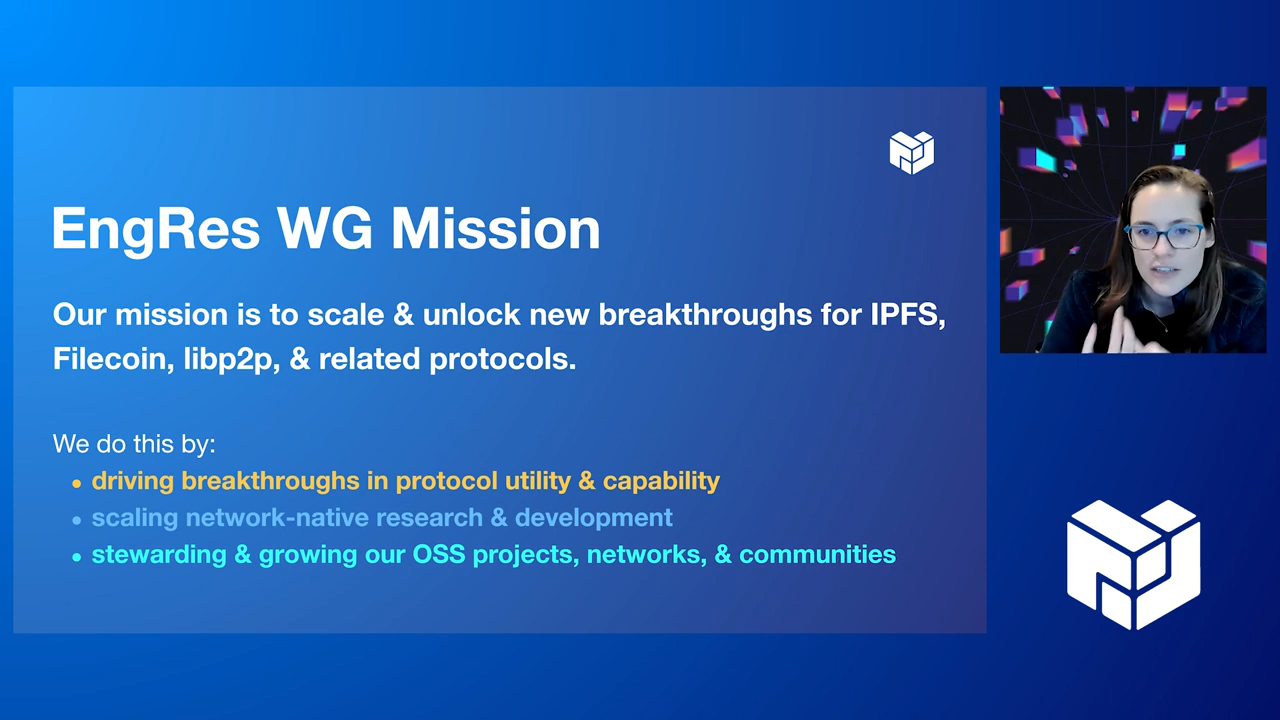 EngRes WG Mission
Our mission is to scale & unlock new breakthroughs for IPFS,
Filecoin, libp2p, & related protocols.
We do this by:
• driving breakthroughs in protocol utility & capability
• scaling network-native research & development
• stewarding & growing our OSS projects, networks, & communities